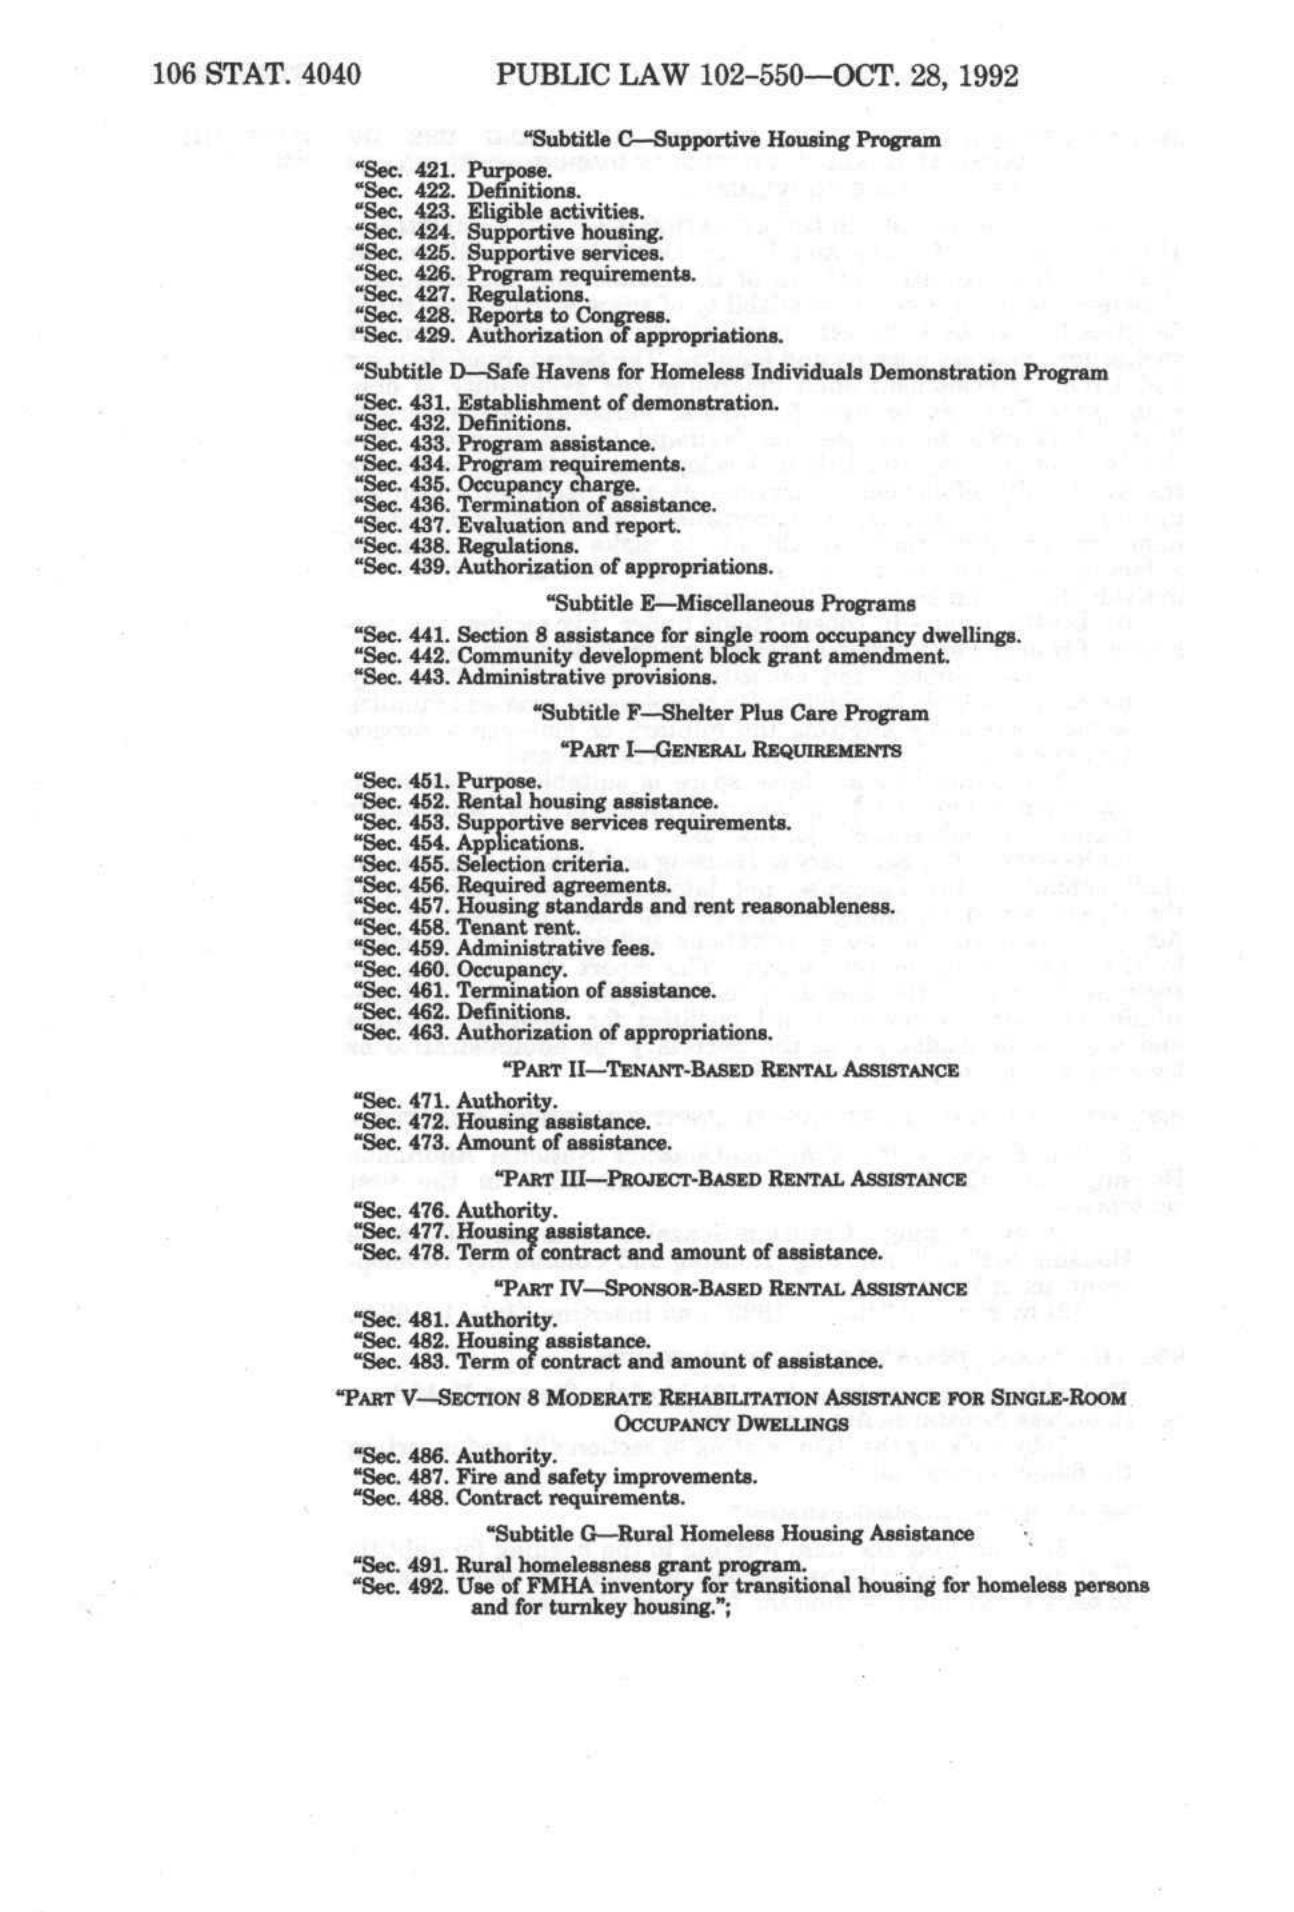 106 STAT. 4040 PUBLIC LAW 102–550—OCT. 28, 1992
“Subtitle C—Supportive Housing Program
“Sec. 421. Purpose.
“Sec. 422. Definitions.
“Sec. 423. Eligible activities.
“Sec. 424. Supportive housing.
“Sec. 425. Supportive services.
“Sec. 426. Program requirements.
“Sec. 427. Regulations.
“Sec. 428. Reports to Congress.
“Sec. 429. Authorization of appropriations.
“Subtitle D—Safe Havens for Homeless Individuals Demonstration Program
“Sec. 431. Establishment of demonstration.
“Sec. 432. Definitions.
“Sec. 433. Program assistance.
“Sec. 434. Program requirements.
“Sec. 435. Occupancy charge.
“Sec. 436. Termination of assistance.
“Sec. 437. Evaluation and report.
“Sec. 438. Regulations.
“Sec. 439. Authorization of appropriations.
“Subtitle E—Miscellaneous Programs
“Sec. 441. Section 8 assistance for single room occupancy dwellings.
“Sec. 442. Community development block grant amendment.
“Sec. 443. Administrative provisions.
“Subtitle F—Shelter Plus Care Program
“PART I—GENERAL REQUIREMENTS
“Sec. 451. Purpose.
“Sec. 452. Rental housing assistance.
“Sec. 453. Supportive services requirements.
“Sec. 454. Applications.
“Sec. 455. Selection criteria.
“Sec. 456. Required agreements.
“Sec. 457. Housing standards and rent reasonableness.
“Sec. 458. Tenant rent.
“Sec. 459. Administrative fees.
“Sec. 460. Occupancy.
“Sec. 461. Termination of assistance.
“Sec. 462. Definitions.
“Sec. 463. Authorization of appropriations.
“PART II—TENANT-BASED RENTAL ASSISTANCE
“Sec. 471. Authority.
“Sec. 472. Housing assistance.
“Sec. 473. Amount of assistance.
“PART III—PROJECT-BASED RENTAL ASSISTANCE
“Sec. 476. Authority.
“Sec. 477. Housing assistance.
“Sec. 478. Term of contract and amount of assistance.
“PART IV—SPONSOR-BASED RENTAL ASSISTANCE
“Sec. 481. Authority.
“Sec. 482. Housing assistance.
“Sec. 483. Term of contract and amount of assistance.
“PART V—SECTION 8 MODERATE REHABILITATION ASSISTANCE FOR SINGLE-ROOM
OCCUPANCY DWELLINGS
“Sec. 486. Authority.
“Sec. 487. Fire and safety improvements.
“Sec. 488. Contract requirements.
“Subtitle G—Rural Homeless Housing Assistance
“Sec. 491. Rural homelessness grant program.
“Sec. 492. Use of FMHA inventory for transitional housing for homeless persons
and for turnkey housing.”;